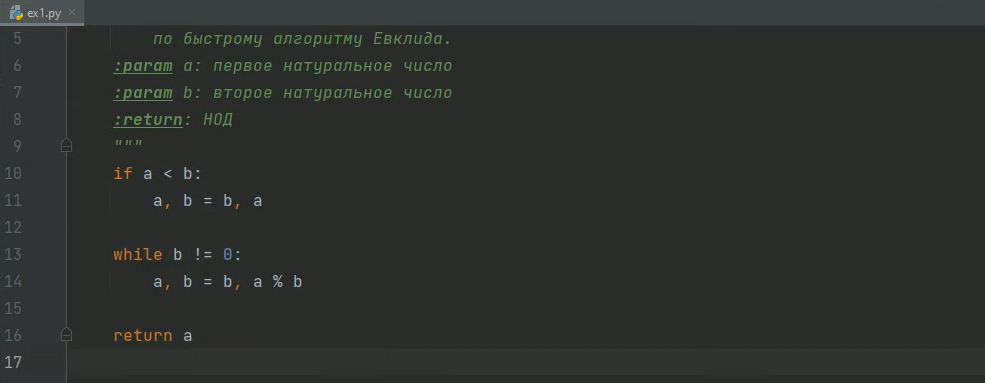 ex1.py
5 по быстрому алгоритму Евклида.
6 :param a: первое натуральное число
7 :param b: второе натуральное число
8 :return: НОД
9 """
10 if a < b:
11 a, b = b, a
12
13 while b != 0:
14 a, b = b, a % b
15
16 return a
17